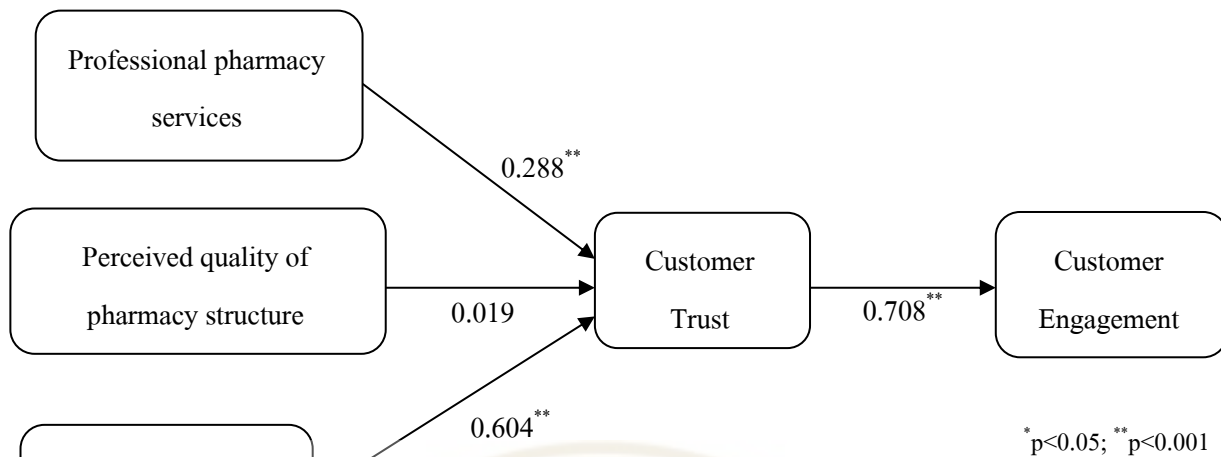 Professional pharmacy
services
0.288**
Perceived quality of
pharmacy structure
0.019
Customer
Trust
0.708**
Customer
Engagement
0.604**
*p<0.05; **p<0.001